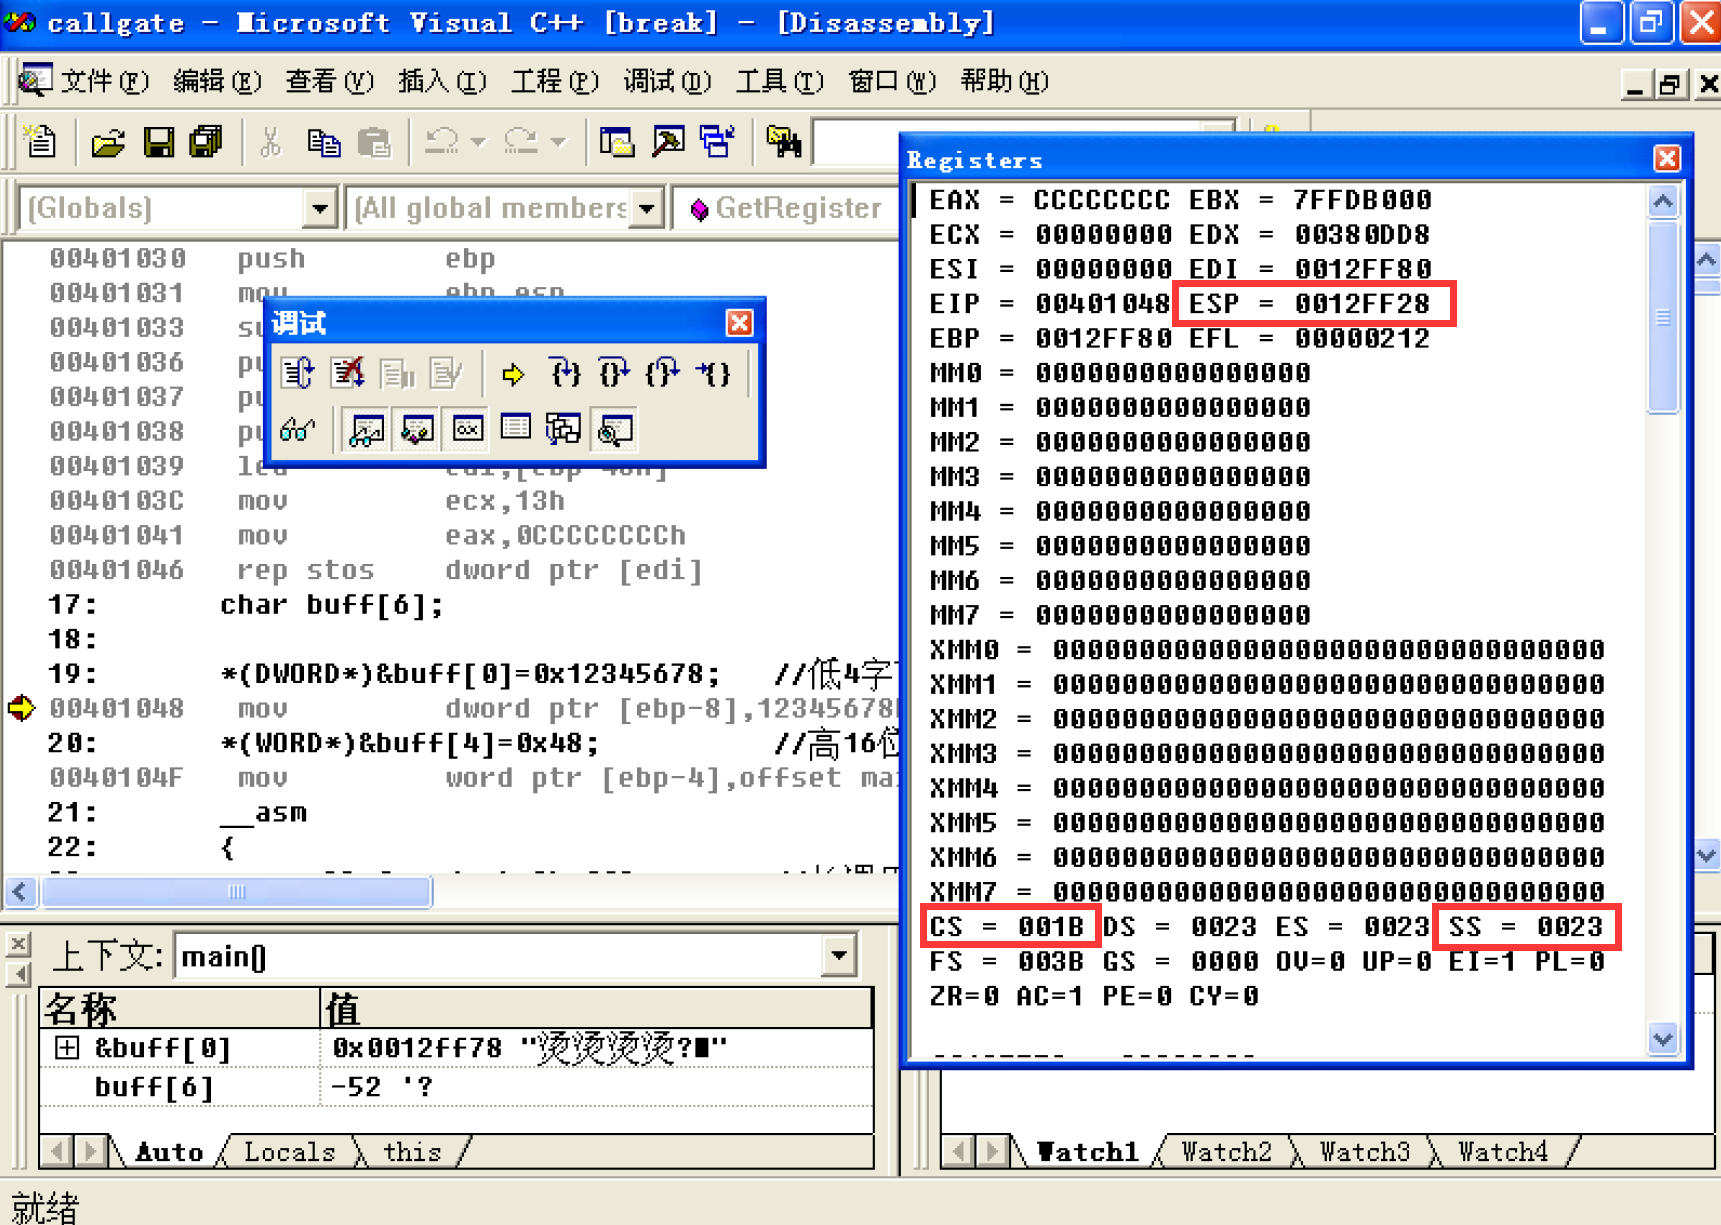 callgate - Microsoft Visual C++ [break] - [Disassembly]
文件(F) 编辑(E) 查看(V) 插入(I) 工程(P) 调试(D) 工具(T) 窗口(W) 帮助(H)
(Globals) (All global members GetRegister
00401030 push ebp
00401031 mov ebp,esp
00401033
00401036
00401037
00401038
00401039 lea edi,[ebp-40h]
0040103C mov ecx,13h
00401041 mov eax,0CCCCCCCCh
00401046 rep stos dword ptr [edi]
17: char buff[6];
18:
19: *(DWORD*)&buff[0]=0x12345678; //低4字
00401048 mov dword ptr [ebp-8],12345678h
20: *(WORD*)&buff[4]=0x48; //高16位
0040104F mov word ptr [ebp-4],offset mai
21: __asm
22: {
调试
Registers
EAX = CCCCCCCC EBX = 7FFDB000
ECX = 00000000 EDX = 00380DD8
ESI = 00000000 EDI = 0012FF80
EIP = 00401048 ESP = 0012FF28
EBP = 0012FF80 EFL = 00000212
MM0 = 0000000000000000
MM1 = 0000000000000000
MM2 = 0000000000000000
MM3 = 0000000000000000
MM4 = 0000000000000000
MM5 = 0000000000000000
MM6 = 0000000000000000
MM7 = 0000000000000000
XMM0 = 00000000000000000000000000000000
XMM1 = 00000000000000000000000000000000
XMM2 = 00000000000000000000000000000000
XMM3 = 00000000000000000000000000000000
XMM4 = 00000000000000000000000000000000
XMM5 = 00000000000000000000000000000000
XMM6 = 00000000000000000000000000000000
XMM7 = 00000000000000000000000000000000
CS = 001B DS = 0023 ES = 0023 SS = 0023
FS = 003B GS = 0000 OV=0 UP=0 EI=1 PL=0
ZR=0 AC=1 PE=0 CY=0
上下文: main()
名称 值
&buff[0] 0x0012ff78 "烫烫烫烫?■"
buff[6] -52 '?
Auto Locals this
Watch1 Watch2 Watch3 Watch4
就绪